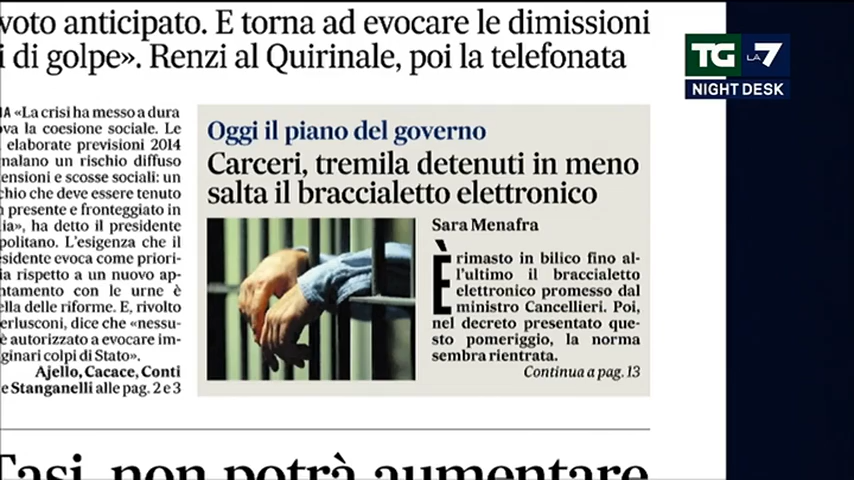 voto anticipato. E torna ad evocare le dimissioni
i di golpe». Renzi al Quirinale, poi la telefonata
TG LA 7
NIGHT DESK
«La crisi ha messo a dura
ova la coesione sociale. Le
elaborate previsioni 2014
nalano un rischio diffuso
ensioni e scosse sociali: un
chio che deve essere tenuto
presente e fronteggiato in
lia», ha detto il presidente
politano. L'esigenza che il
sidente evoca come priori-
ia rispetto a un nuovo ap-
ntamento con le urne è
ella delle riforme. E, rivolto
erlusconi, dice che «nessu-
è autorizzato a evocare im-
ginari colpi di Stato».
Ajello, Cacace, Conti
e Stanganelli alle pag. 2 e 3
Oggi il piano del governo
Carceri, tremila detenuti in meno
salta il braccialetto elettronico
Sara Menafra
È rimasto in bilico fino al-
l'ultimo il braccialetto
elettronico promesso dal
ministro Cancellieri. Poi,
nel decreto presentato que-
sto pomeriggio, la norma
sembra rientrata.
Continua a pag. 13
Tasi, non potrà aumentare